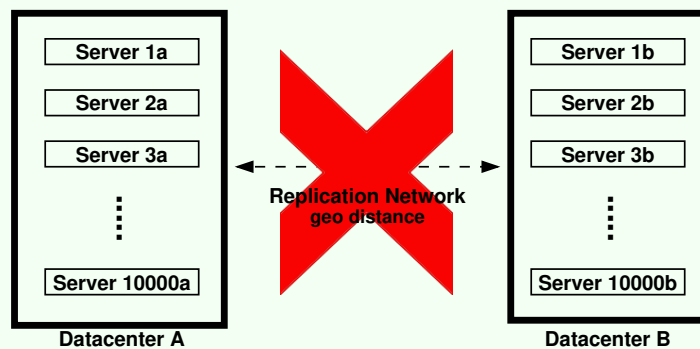 Server 1a
Server 2a
Server 3a
Server 10000a
Datacenter A
Replication Network
geo distance
Server 1b
Server 2b
Server 3b
Server 10000b
Datacenter B